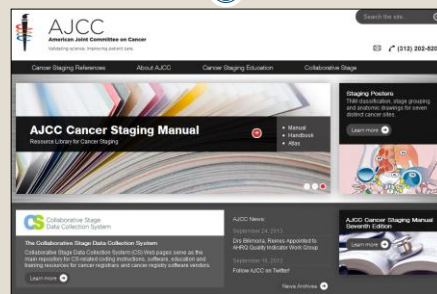 AJCC
American Joint Committee on Cancer
Validating science. Improving patient care.
Search the site...
(312) 202-520
Cancer Staging References
About AJCC
Cancer Staging Education
Collaborative Stage
AJCC Cancer Staging Manual
Resource Library for Cancer Staging
Manual
Handbook
Atlas
Staging Posters
TNM classification, stage grouping
and anatomic drawings for seven
distinct cancer sites.
Learn more
CS Collaborative Stage
Data Collection System
The Collaborative Stage Data Collection System
Collaborative Stage Data Collection System (CS) Web pages serve as the
main repository for CS-related coding instructions, software, education and
training resources for cancer registrars and cancer registry software vendors.
Learn more
AJCC News:
September 24, 2013
Drs Bilimoria, Reines Appointed to
AHRQ Quality Indicator Work Group
Follow AJCC on Twitter!
News Archives
AJCC Cancer Staging Manual
Seventh Edition
Learn more